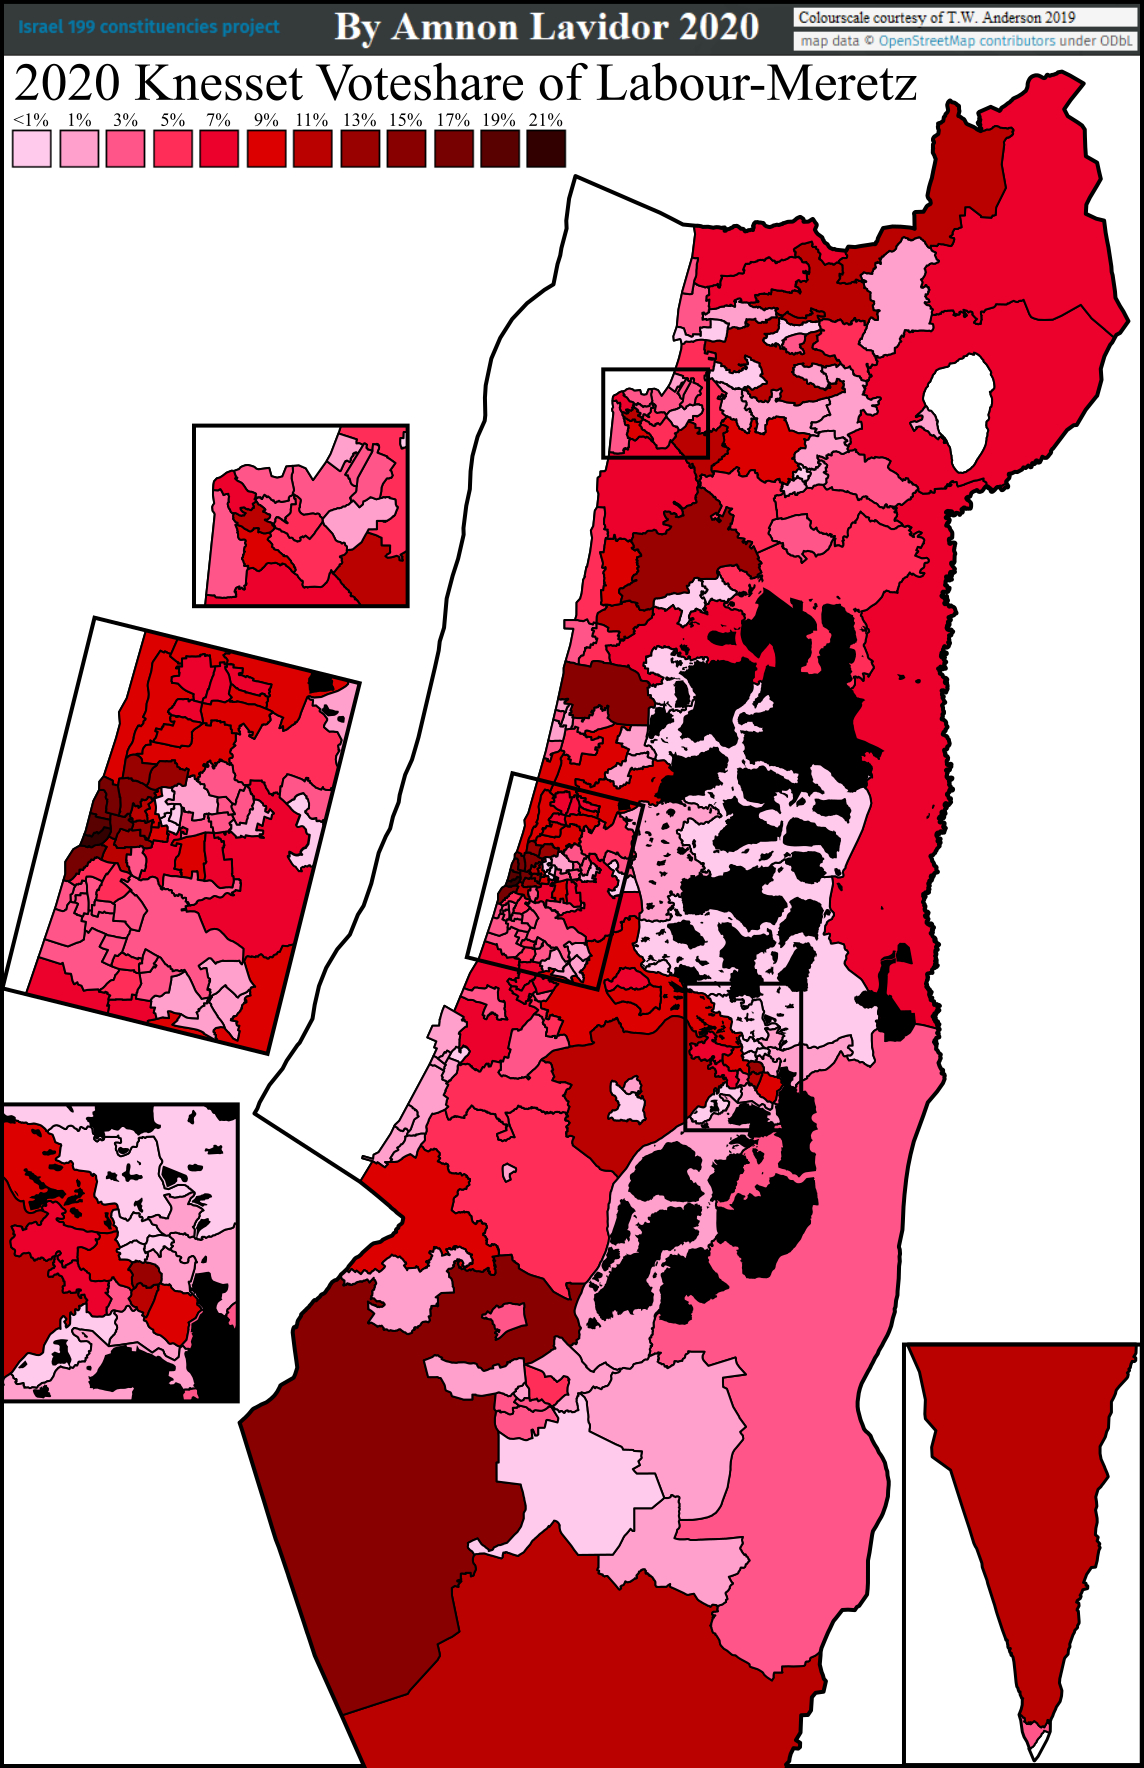 Israel 199 constituencies project
By Amnon Lavidor 2020
Colourscale courtesy of T.W. Anderson 2019
map data © OpenStreetMap contributors under ODbL
2020 Knesset Voteshare of Labour-Meretz
<1% 1% 3% 5% 7% 9% 11% 13% 15% 17% 19% 21%